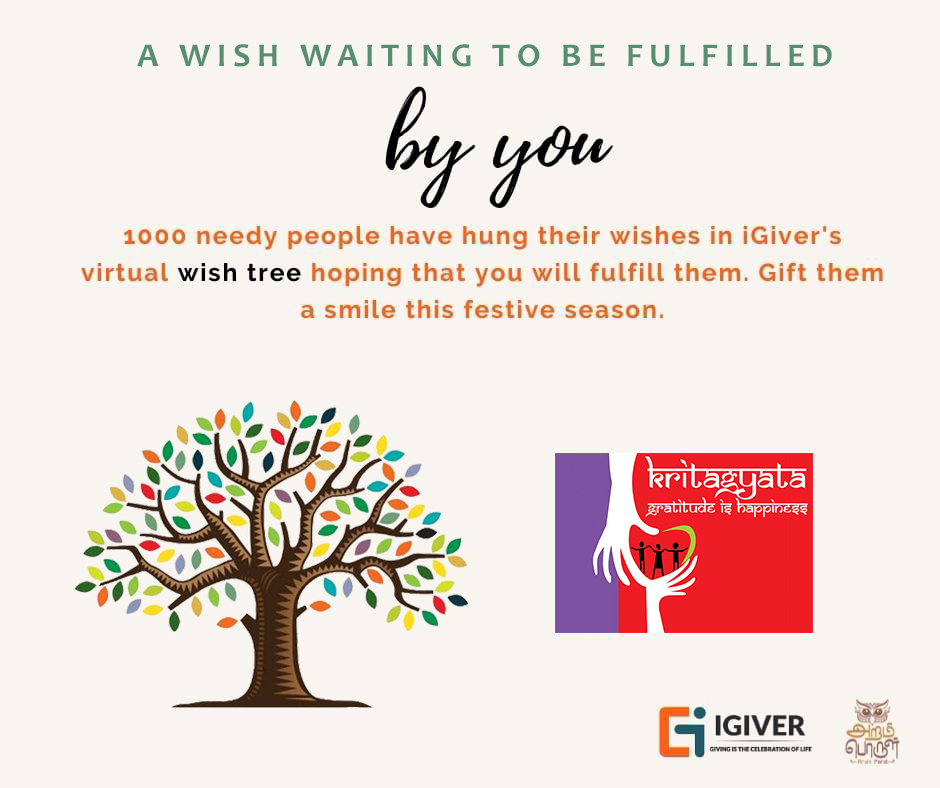 A WISH WAITING TO BE FULFILLED
by you
1000 needy people have hung their wishes in iGiver's
virtual wish tree hoping that you will fulfill them. Gift them
a smile this festive season.
kritagyata
gratitude is happiness
IGIVER
GIVING IS THE CELEBRATION OF LIFE
அறம்
பொருள்
Aram Porul